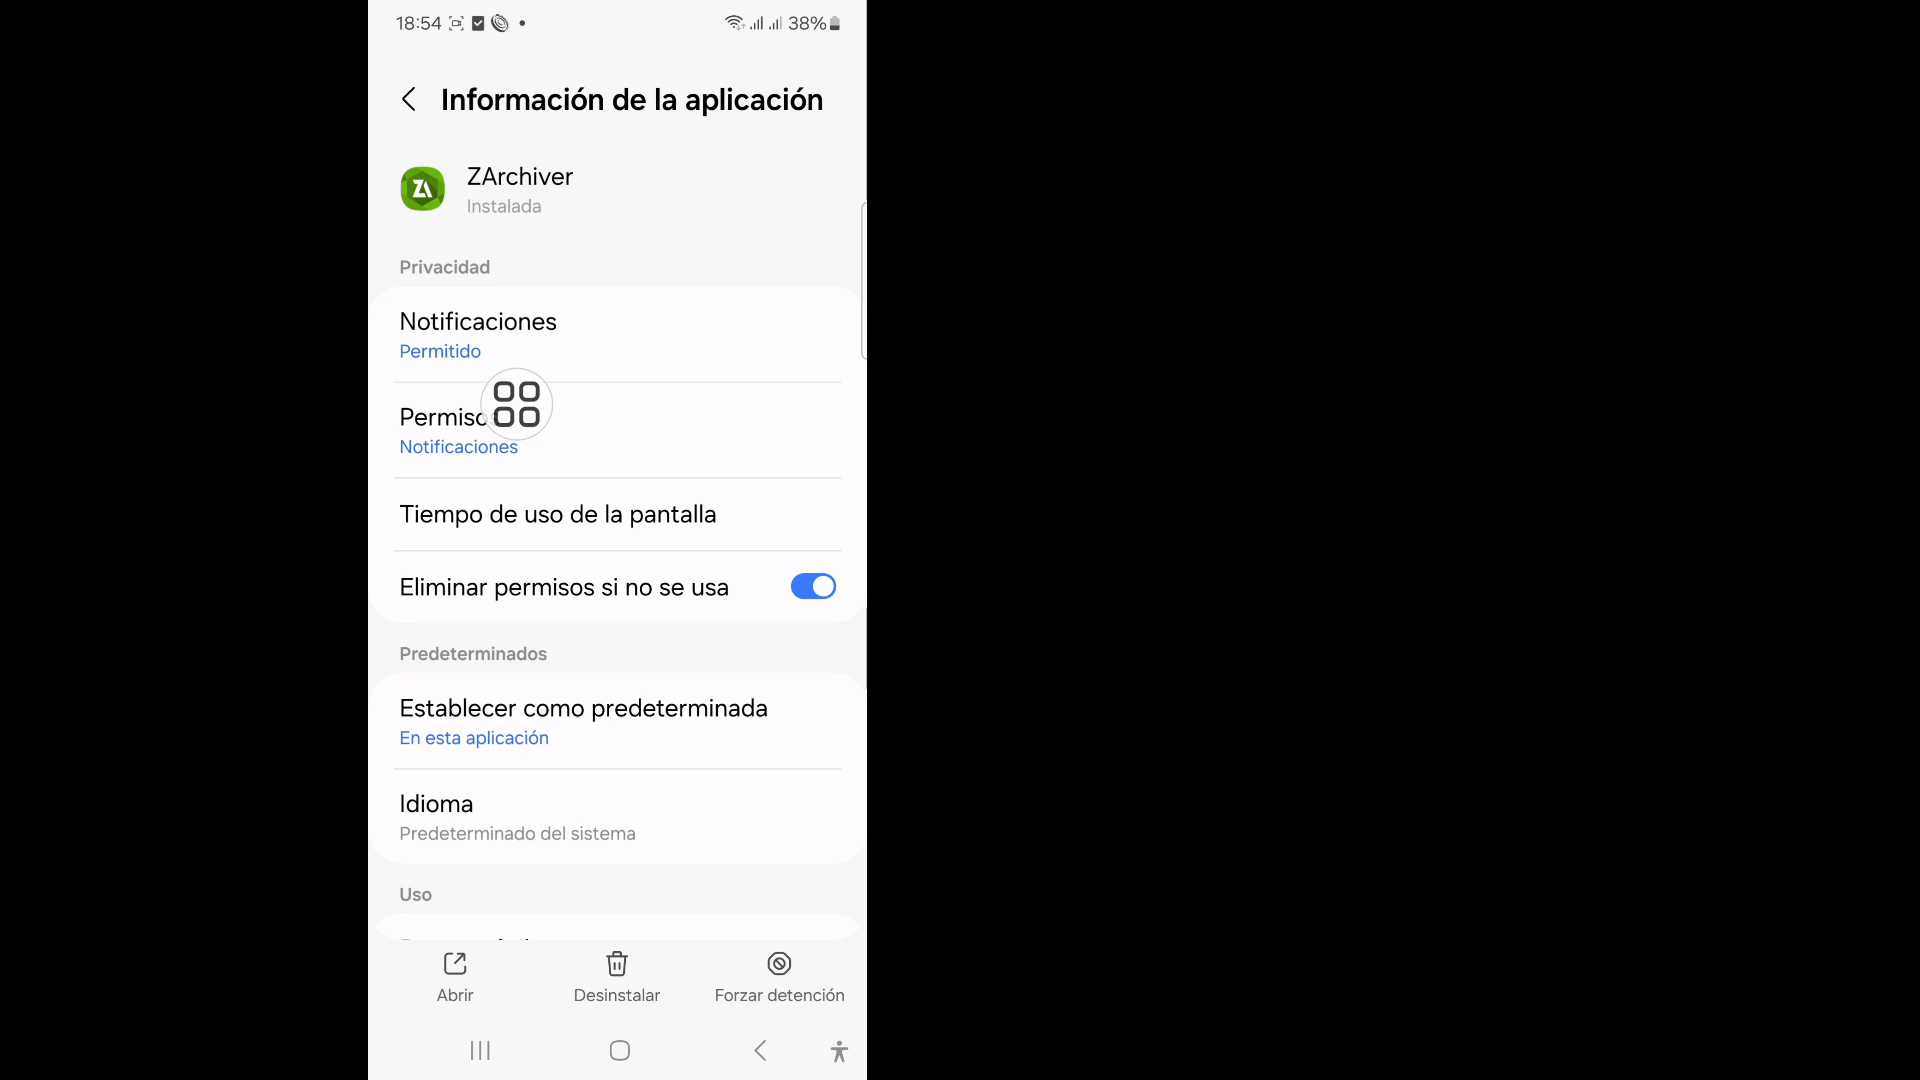 18:54
38%
Información de la aplicación
ZA
ZArchiver
Instalada
Privacidad
Notificaciones
Permitido
Permisos
Notificaciones
Tiempo de uso de la pantalla
Eliminar permisos si no se usa
Predeterminados
Establecer como predeterminada
En esta aplicación
Idioma
Predeterminado del sistema
Uso
Abrir
Desinstalar
Forzar detención